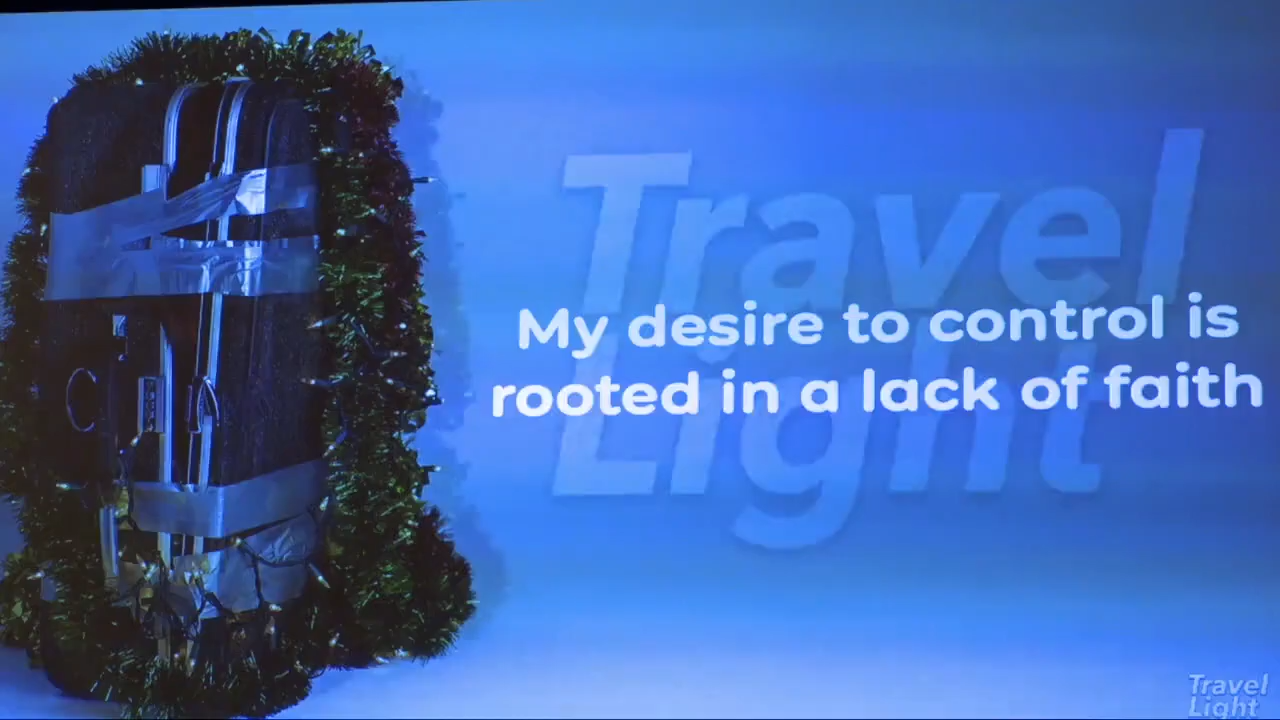 Travel
Light
My desire to control is
rooted in a lack of faith
Travel
Light